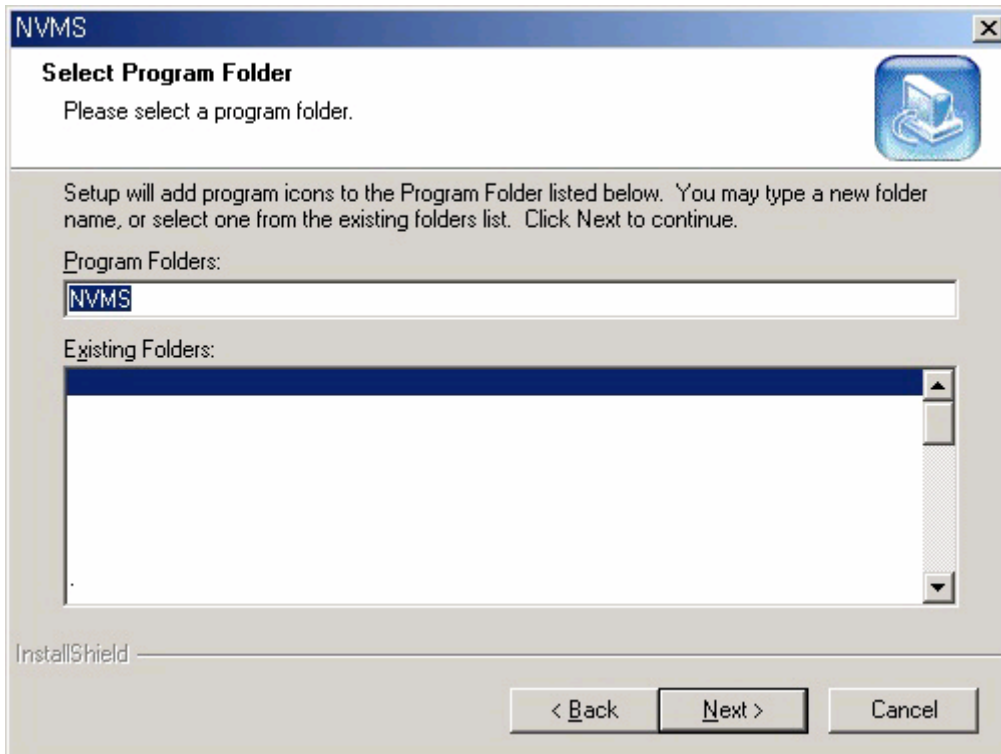 NVMS
Select Program Folder
Please select a program folder.
Setup will add program icons to the Program Folder listed below.  You may type a new folder
name, or select one from the existing folders list.  Click Next to continue.
Program Folders:
NVMS
Existing Folders:
.
InstallShield
< Back
Next >
Cancel